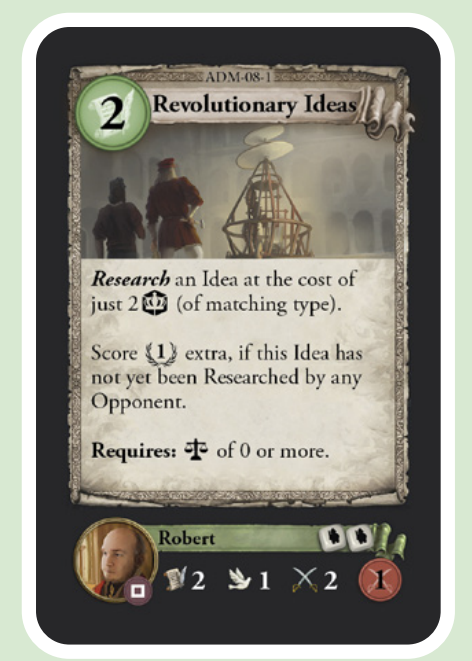 ADM-08-1
2 Revolutionary Ideas
Research an Idea at the cost of
just 2 (of matching type).
Score 1 extra, if this Idea has
not yet been Researched by any
Opponent.
Requires: of 0 or more.
Robert
2 1 2 1